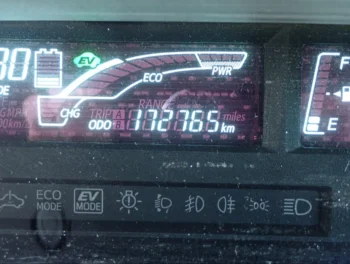 EV
F
ECO
PWR
CHG
RANGE
TRIP A miles
ODO B 172765 km
E
ECO MODE
EV MODE